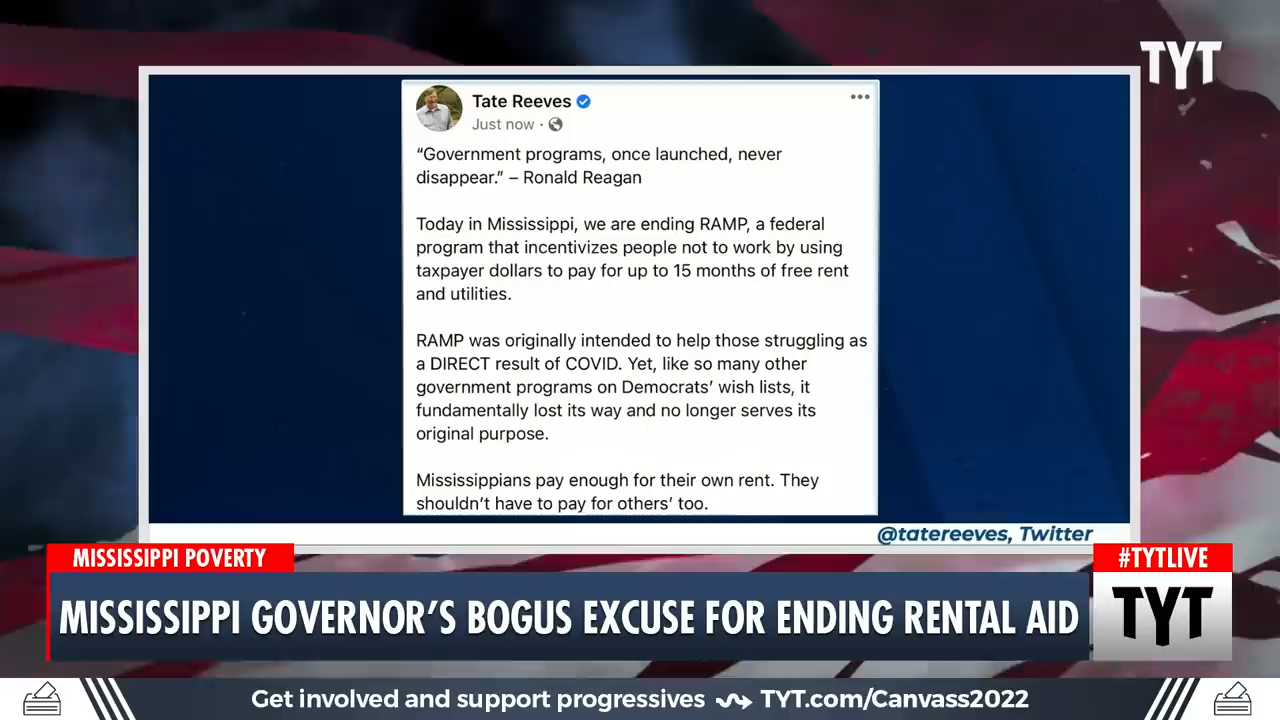 TYT
Tate Reeves
Just now ·
“Government programs, once launched, never
disappear.” – Ronald Reagan
Today in Mississippi, we are ending RAMP, a federal
program that incentivizes people not to work by using
taxpayer dollars to pay for up to 15 months of free rent
and utilities.
RAMP was originally intended to help those struggling as
a DIRECT result of COVID. Yet, like so many other
government programs on Democrats’ wish lists, it
fundamentally lost its way and no longer serves its
original purpose.
Mississippians pay enough for their own rent. They
shouldn’t have to pay for others’ too.
@tatereeves, Twitter
MISSISSIPPI POVERTY
#TYTLIVE
MISSISSIPPI GOVERNOR’S BOGUS EXCUSE FOR ENDING RENTAL AID
TYT
Get involved and support progressives TYT.com/Canvass2022